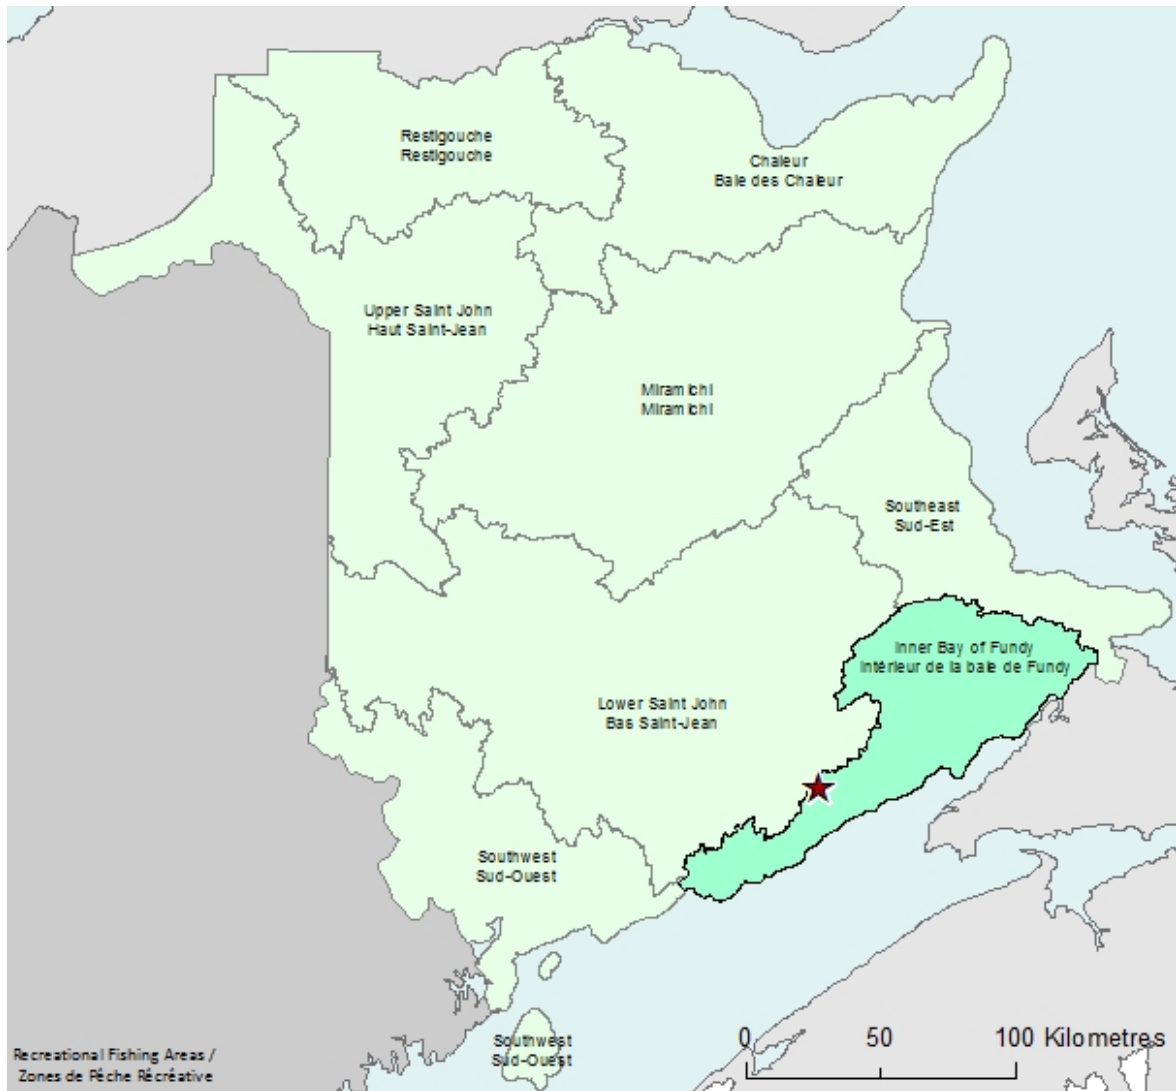 Restigouche
Restigouche
Chaleur
Baie des Chaleur
Upper Saint John
Haut Saint-Jean
Miramichi
Miramichi
Southeast
Sud-Est
Inner Bay of Fundy
Intérieur de la baie de Fundy
Lower Saint John
Bas Saint-Jean
Southwest
Sud-Ouest
Southwest
Sud-Ouest
0 50 100 Kilometres
Recreational Fishing Areas /
Zones de Pêche Récréative